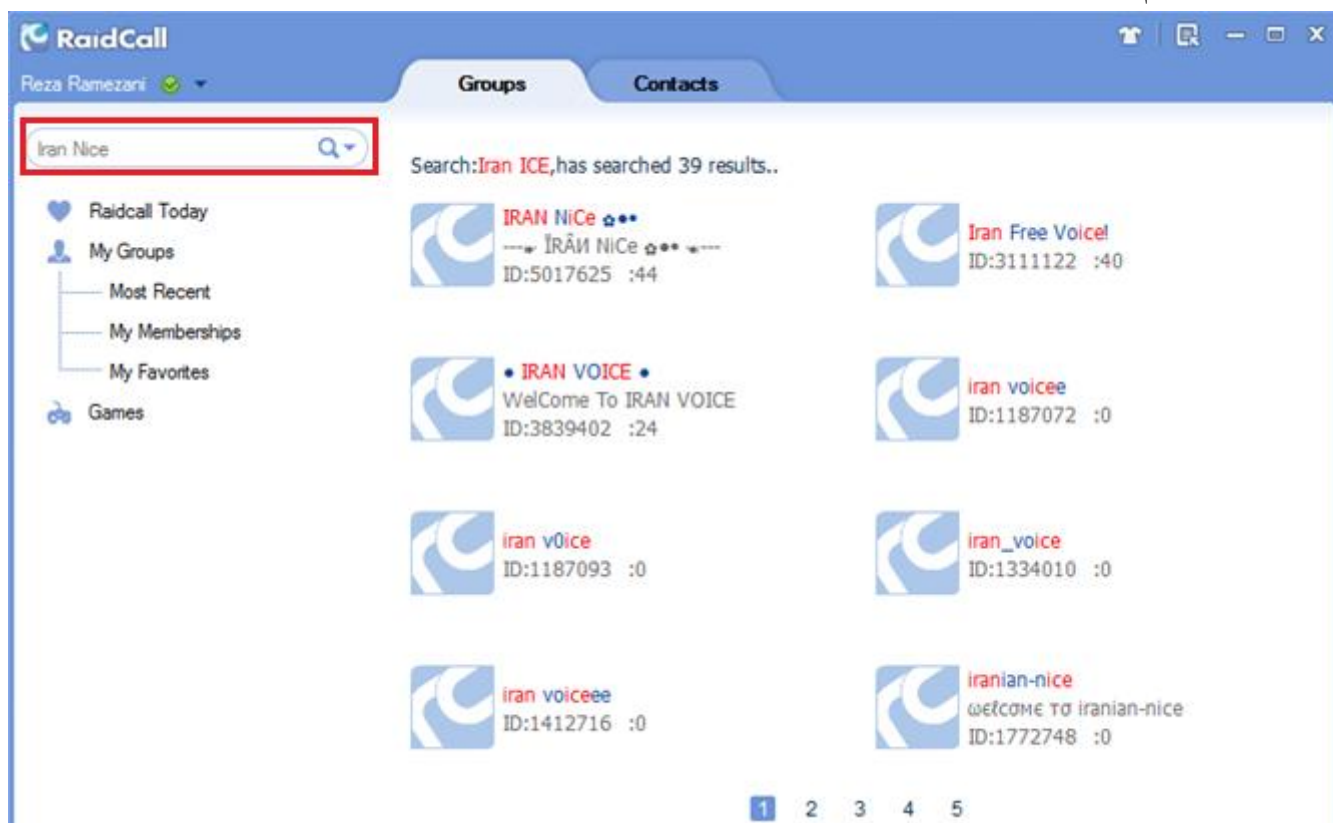 RaidCall
Reza Ramezani
Groups
Contacts
Iran Nice
Raidcall Today
My Groups
Most Recent
My Memberships
My Favorites
Games
Search:Iran ICE,has searched 39 results..
IRAN NiCe ✿●•
ÏRÂИ NiCe ✿●•
ID:5017625 :44
Iran Free Voice!
ID:3111122 :40
• IRAN VOICE •
WelCome To IRAN VOICE
ID:3839402 :24
iran voicee
ID:1187072 :0
iran v0ice
ID:1187093 :0
iran_voice
ID:1334010 :0
iran voiceee
ID:1412716 :0
iranian-nice
ωєℓcσмє τσ iranian-nice
ID:1772748 :0
1 2 3 4 5